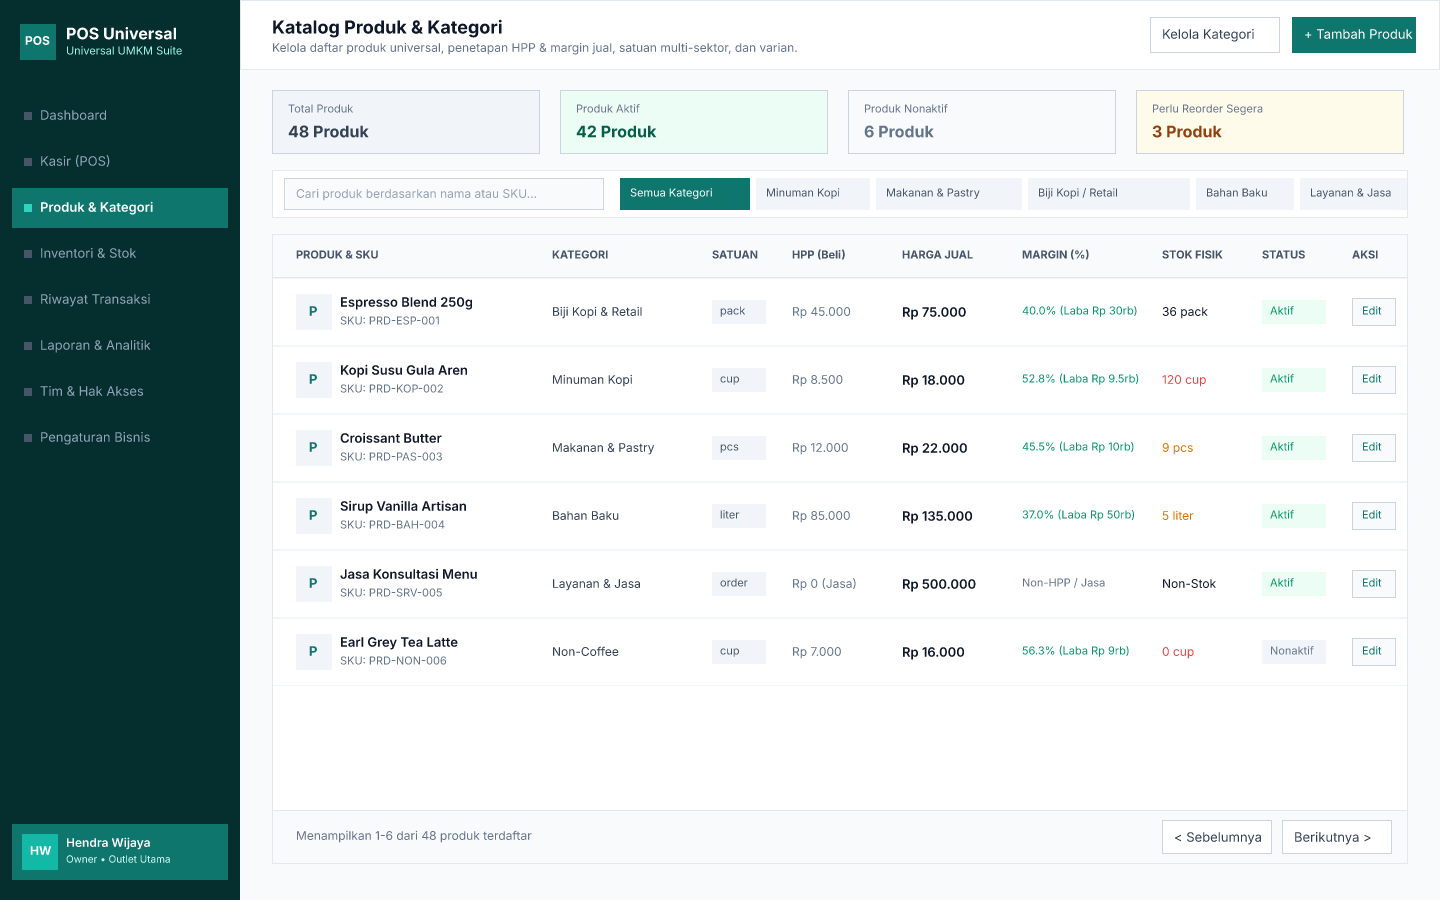 POS
POS Universal
Universal UMKM Suite
Dashboard
Kasir (POS)
Produk & Kategori
Inventori & Stok
Riwayat Transaksi
Laporan & Analitik
Tim & Hak Akses
Pengaturan Bisnis
HW
Hendra Wijaya
Owner • Outlet Utama
Katalog Produk & Kategori
Kelola daftar produk universal, penetapan HPP & margin jual, satuan multi-sektor, dan varian.
Kelola Kategori
+ Tambah Produk
Total Produk
48 Produk
Produk Aktif
42 Produk
Produk Nonaktif
6 Produk
Perlu Reorder Segera
3 Produk
Cari produk berdasarkan nama atau SKU...
Semua Kategori
Minuman Kopi
Makanan & Pastry
Biji Kopi / Retail
Bahan Baku
Layanan & Jasa
PRODUK & SKU KATEGORI SATUAN HPP (Beli) HARGA JUAL MARGIN (%) STOK FISIK STATUS AKSI
P
Espresso Blend 250g
SKU: PRD-ESP-001
Biji Kopi & Retail pack Rp 45.000 Rp 75.000 40.0% (Laba Rp 30rb) 36 pack Aktif Edit
P
Kopi Susu Gula Aren
SKU: PRD-KOP-002
Minuman Kopi cup Rp 8.500 Rp 18.000 52.8% (Laba Rp 9.5rb) 120 cup Aktif Edit
P
Croissant Butter
SKU: PRD-PAS-003
Makanan & Pastry pcs Rp 12.000 Rp 22.000 45.5% (Laba Rp 10rb) 9 pcs Aktif Edit
P
Sirup Vanilla Artisan
SKU: PRD-BAH-004
Bahan Baku liter Rp 85.000 Rp 135.000 37.0% (Laba Rp 50rb) 5 liter Aktif Edit
P
Jasa Konsultasi Menu
SKU: PRD-SRV-005
Layanan & Jasa order Rp 0 (Jasa) Rp 500.000 Non-HPP / Jasa Non-Stok Aktif Edit
P
Earl Grey Tea Latte
SKU: PRD-NON-006
Non-Coffee cup Rp 7.000 Rp 16.000 56.3% (Laba Rp 9rb) 0 cup Nonaktif Edit
Menampilkan 1-6 dari 48 produk terdaftar
< Sebelumnya
Berikutnya >